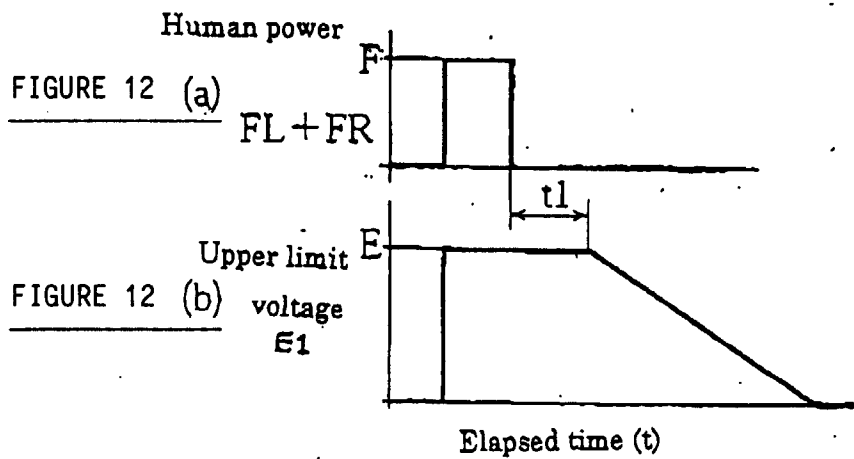 Human power
F
FIGURE 12 (a)
FL+FR
t1
Upper limit
E
FIGURE 12 (b)
voltage
E1
Elapsed time (t)